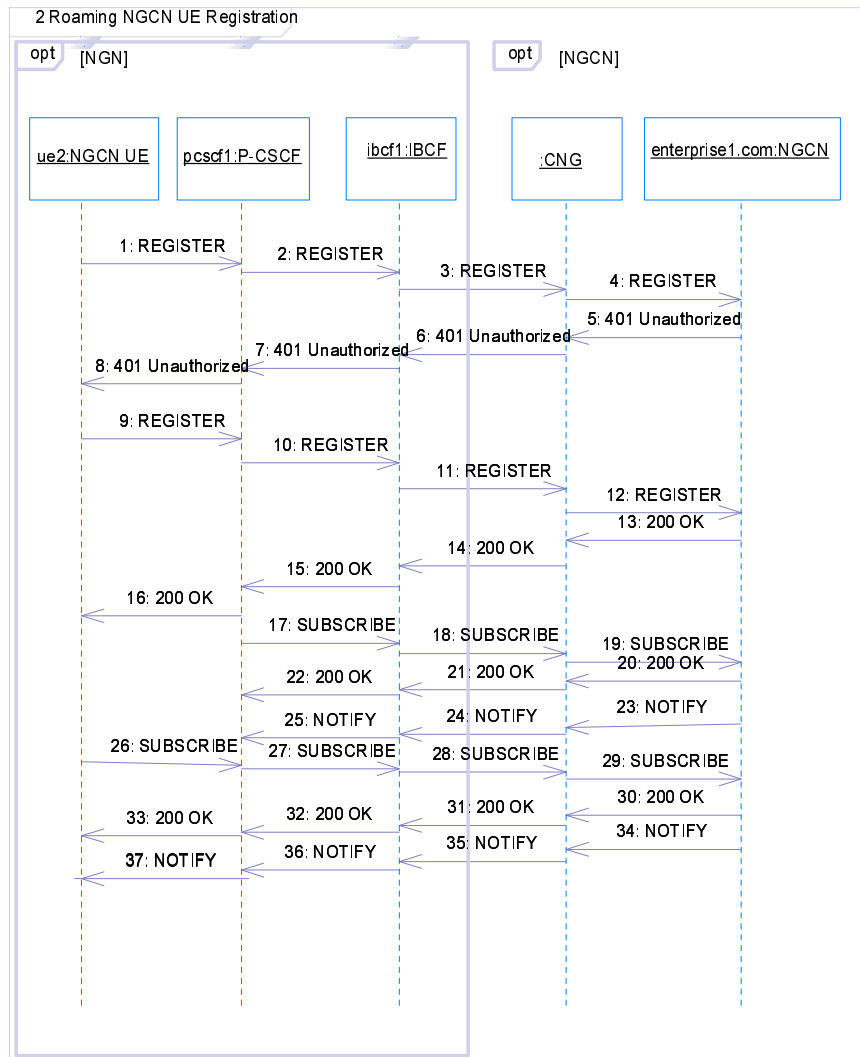 2 Roaming NGCN UE Registration
opt
[NGN]
opt
[NGCN]
ue2:NGCN UE
pcscf1:P-CSCF
ibcf1:IBCF
:CNG
enterprise1.com:NGCN
1: REGISTER
2: REGISTER
3: REGISTER
4: REGISTER
5: 401 Unauthorized
6: 401 Unauthorized
7: 401 Unauthorized
8: 401 Unauthorized
9: REGISTER
10: REGISTER
11: REGISTER
12: REGISTER
13: 200 OK
14: 200 OK
15: 200 OK
16: 200 OK
17: SUBSCRIBE
18: SUBSCRIBE
19: SUBSCRIBE
20: 200 OK
21: 200 OK
22: 200 OK
23: NOTIFY
24: NOTIFY
25: NOTIFY
26: SUBSCRIBE
27: SUBSCRIBE
28: SUBSCRIBE
29: SUBSCRIBE
30: 200 OK
31: 200 OK
32: 200 OK
33: 200 OK
34: NOTIFY
35: NOTIFY
36: NOTIFY
37: NOTIFY